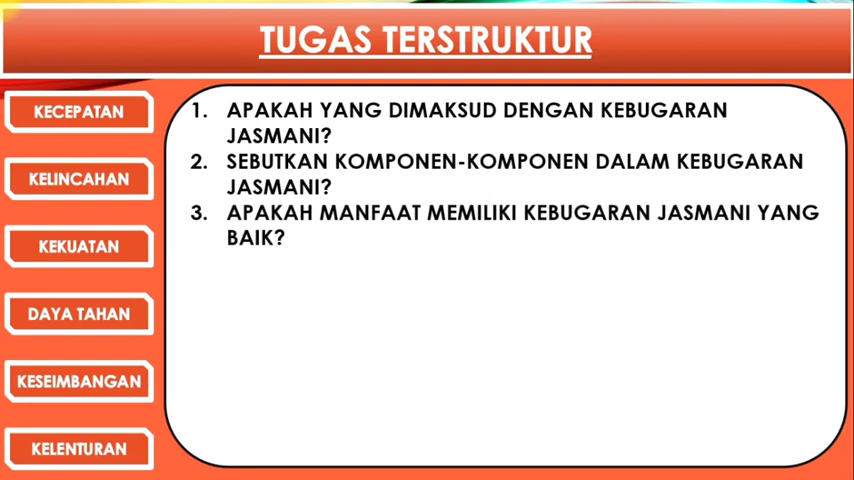 TUGAS TERSTRUKTUR
KECEPATAN
KELINCAHAN
KEKUATAN
DAYA TAHAN
KESEIMBANGAN
KELENTURAN
1. APAKAH YANG DIMAKSUD DENGAN KEBUGARAN
JASMANI?
2. SEBUTKAN KOMPONEN-KOMPONEN DALAM KEBUGARAN
JASMANI?
3. APAKAH MANFAAT MEMILIKI KEBUGARAN JASMANI YANG
BAIK?